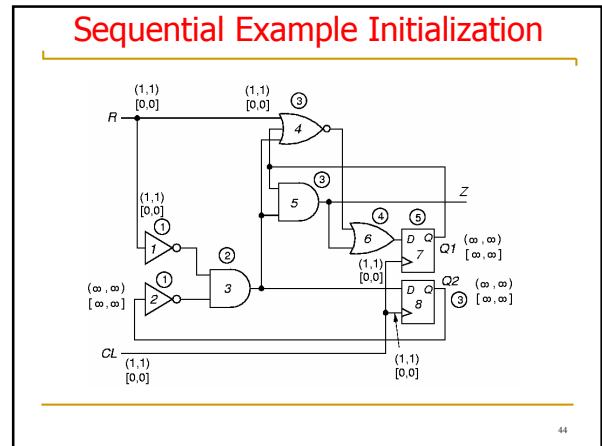 Sequential Example Initialization
(1,1) (1,1) 3
[0,0] [0,0]
R 4
3
Z
5
(1,1)
[0,0]
1 4 5
6 D Q
1 2 7 Q1 (∞,∞)
[∞,∞]
(1,1)
[0,0]
1 Q2
(∞,∞) D Q (∞,∞)
[∞,∞] 2 3 8 3 [∞,∞]
CL
(1,1) (1,1)
[0,0] [0,0]
44